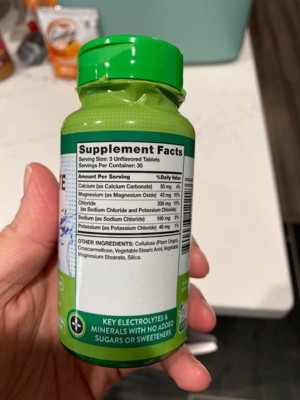 Supplement Facts
Serving Size: 3 Unflavored Tablets
Servings Per Container: 30
Amount Per Serving %Daily Value
Calcium (as Calcium Carbonate) 50 mg 4%
Magnesium (as Magnesium Oxide) 42 mg 10%
Chloride 336 mg 15%
(as Sodium Chloride and Potassium Chloride)
Sodium (as Sodium Chloride) 190 mg 8%
Potassium (as Potassium Chloride) 48 mg 1%
OTHER INGREDIENTS: Cellulose (Plant Origin),
Croscarmellose, Vegetable Stearic Acid, Vegetable
Magnesium Stearate, Silica.
KEY ELECTROLYTES &
MINERALS WITH NO ADDED
SUGARS OR SWEETENERS